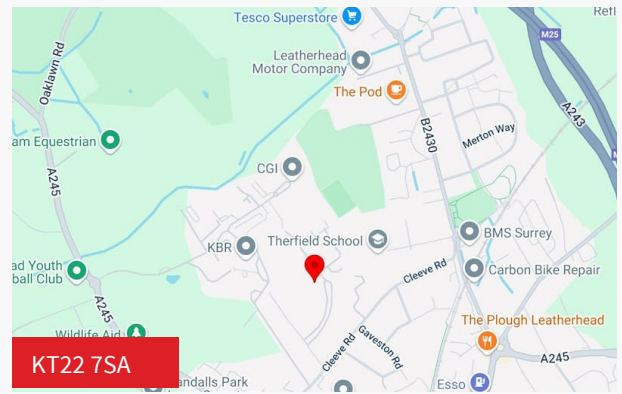 Refl
Tesco Superstore
M25
Oaklawn Rd
Leatherhead
Motor Company
The Pod
A243
B2430
Merton Way
am Equestrian
CGI
A245
Therfield School
BMS Surrey
KBR
ad Youth
ball Club
Cleeve Rd
Carbon Bike Repair
A245
The Plough Leatherhead
Wildlife Aid
Cleeve Rd
Gaveston Rd
A245
KT22 7SA
andalls Park
Esso